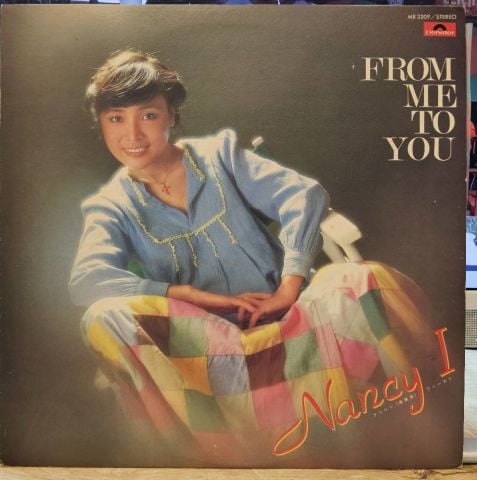 MR 3209/STEREO
Polydor
FROM
ME
TO
YOU
Nancy I